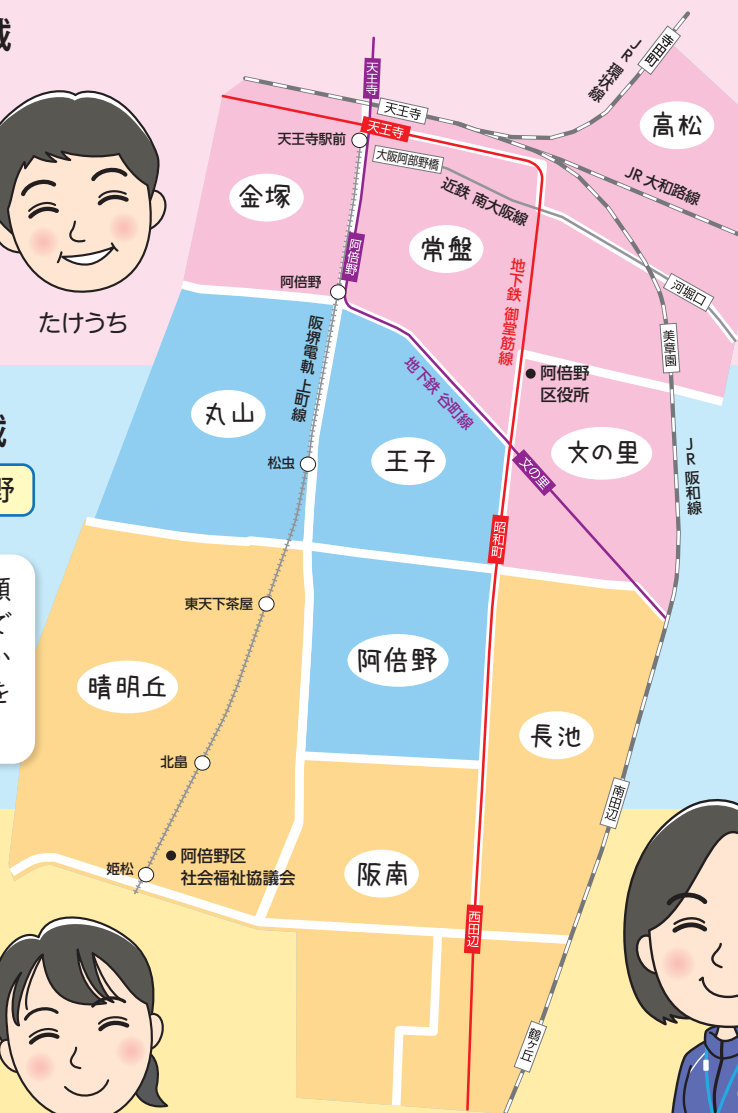 域
たけうち
域
野
顔
で
か
を
天王寺
天王寺
天王寺
天王寺駅前
大阪阿部野橋
近鉄 南大阪線
JR 環状線
寺田町
高松
JR 大和路線
金塚
常盤
阿倍野
阿倍野
地下鉄 御堂筋線
河堀口
美章園
阪堺電軌 上町線
地下鉄 谷町線
阿倍野
区役所
丸山
王子
文の里
文の里
JR 阪和線
松虫
昭和町
東天下茶屋
阿倍野
晴明丘
長池
北畠
南田辺
阿倍野区
社会福祉協議会
姫松
阪南
西田辺
鶴ヶ丘